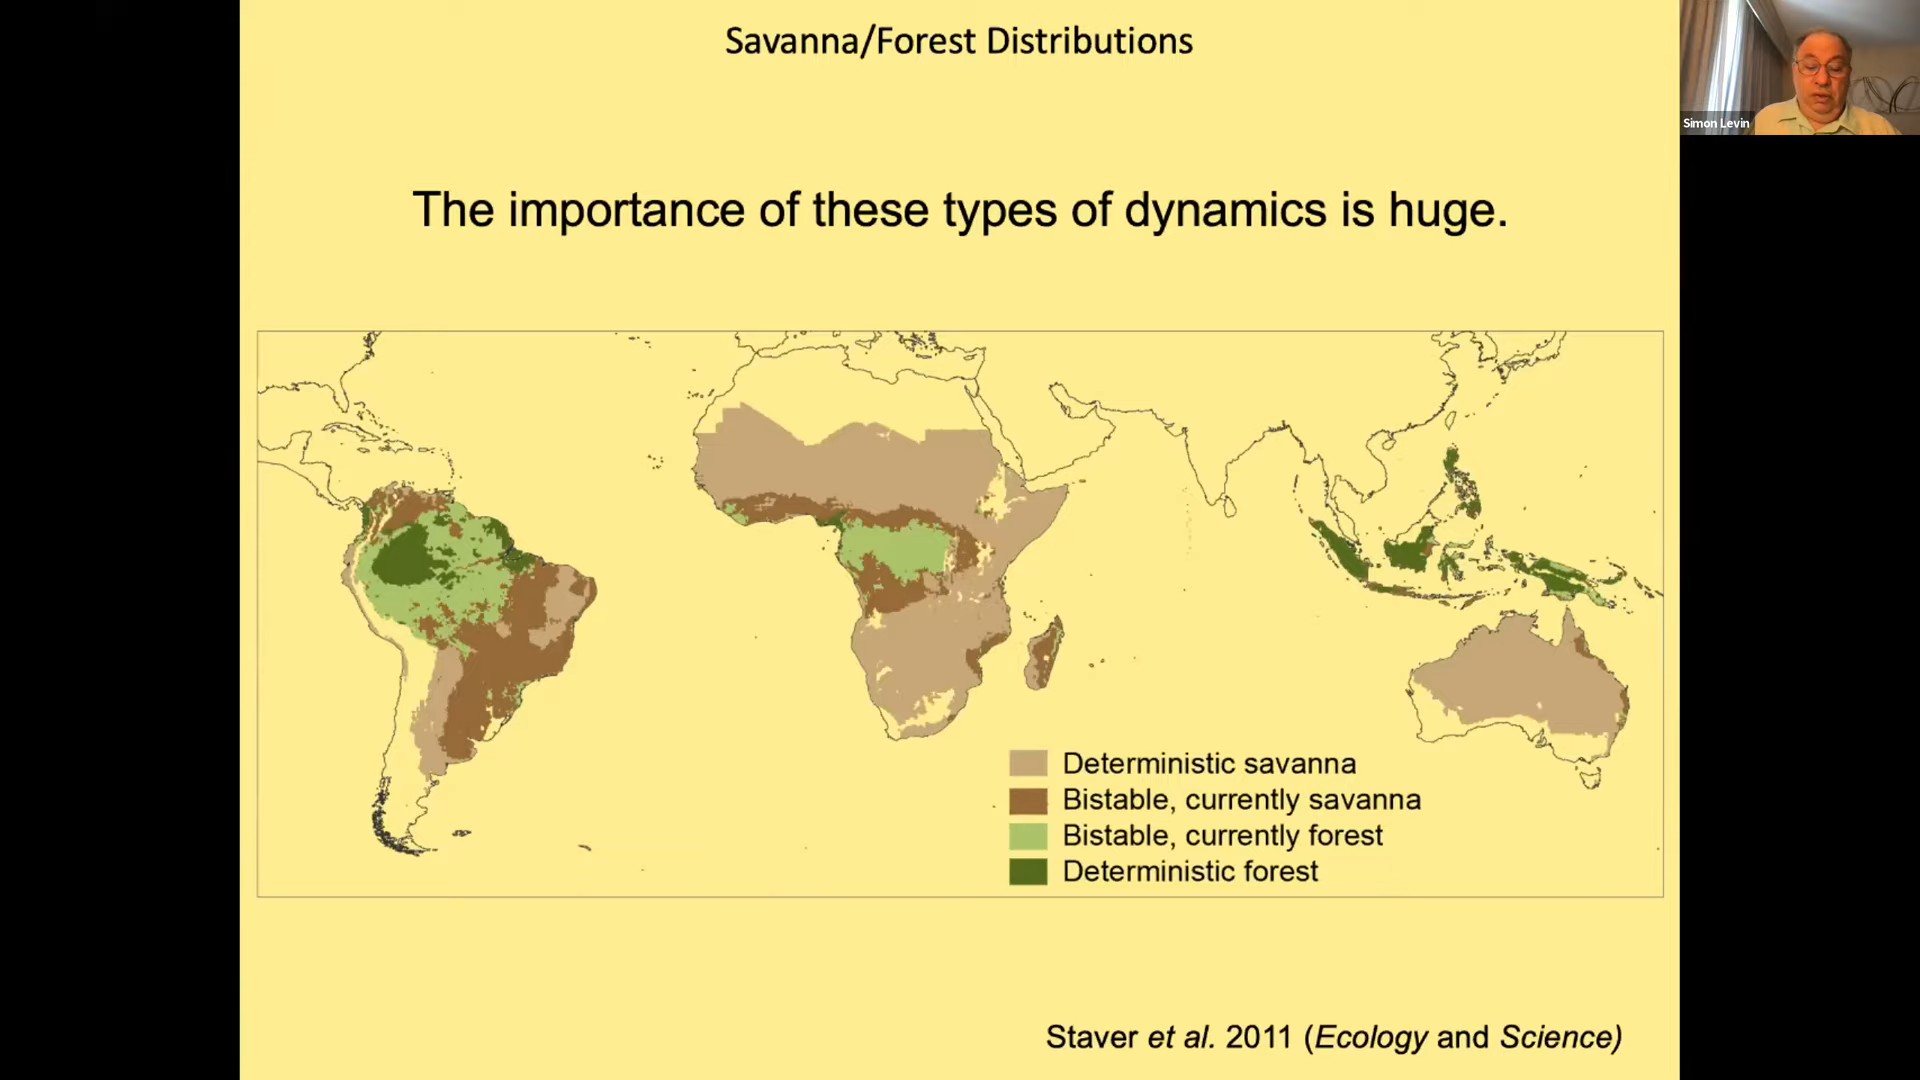 Savanna/Forest Distributions
Simon Levin
The importance of these types of dynamics is huge.
Deterministic savanna
Bistable, currently savanna
Bistable, currently forest
Deterministic forest
Staver et al. 2011 (Ecology and Science)